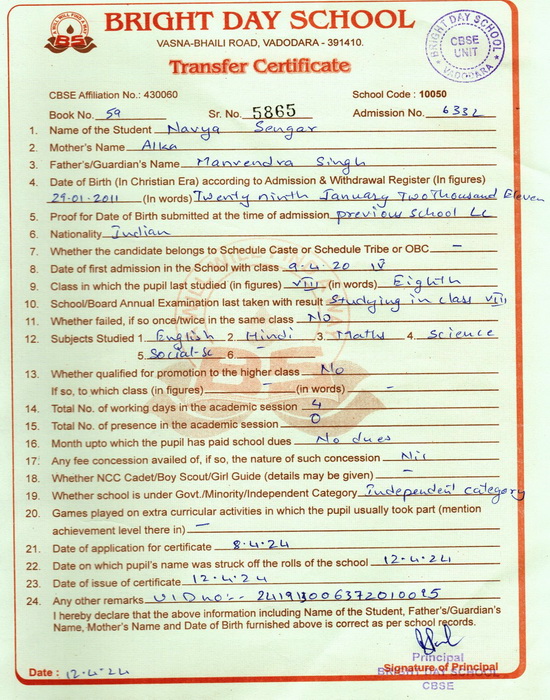 BRIGHT DAY SCHOOL
VASNA-BHAILI ROAD, VADODARA - 391410.
BRIGHT DAY SCHOOL
CBSE
UNIT
VADODARA
Transfer Certificate
CBSE Affiliation No.: 430060 School Code : 10050
Book No. 59 Sr. No. 5865 Admission No. 6332
1. Name of the Student Navya Sengar
2. Mother's Name Alka
3. Father's/Guardian's Name Manvendra Singh
4. Date of Birth (In Christian Era) according to Admission & Withdrawal Register (In figures)
29.01.2011 (In words) Twenty ninth January Two Thousand Eleven
5. Proof for Date of Birth submitted at the time of admission previous School Lc
6. Nationality Indian
7. Whether the candidate belongs to Schedule Caste or Schedule Tribe or OBC —
8. Date of first admission in the School with class 9.4.20 IV
9. Class in which the pupil last studied (in figures) VIII (in words) Eighth
10. School/Board Annual Examination last taken with result Studying in class VIII
11. Whether failed, if so once/twice in the same class No
12. Subjects Studied 1. English 2. Hindi 3. Maths 4. Science
5. Social-sc 6. —
13. Whether qualified for promotion to the higher class No
If so, to which class (in figures) — (in words) -
14. Total No. of working days in the academic session 4
15. Total No. of presence in the academic session 0
16. Month upto which the pupil has paid school dues No dues
17. Any fee concession availed of, if so, the nature of such concession Nil
18. Whether NCC Cadet/Boy Scout/Girl Guide (details may be given) —
19. Whether school is under Govt./Minority/Independent Category Independent category
20. Games played on extra curricular activities in which the pupil usually took part (mention
achievement level there in) —
21. Date of application for certificate 8.4.24
22. Date on which pupil's name was struck off the rolls of the school 12.4.24
23. Date of issue of certificate 12.4.24
24. Any other remarks UID no:- 241913006372010025
I hereby declare that the above information including Name of the Student, Father's/Guardian's
Name, Mother's Name and Date of Birth furnished above is correct as per school records.
Principal
Date : 12.4.24 Signature of Principal
BRIGHT DAY SCHOOL
CBSE